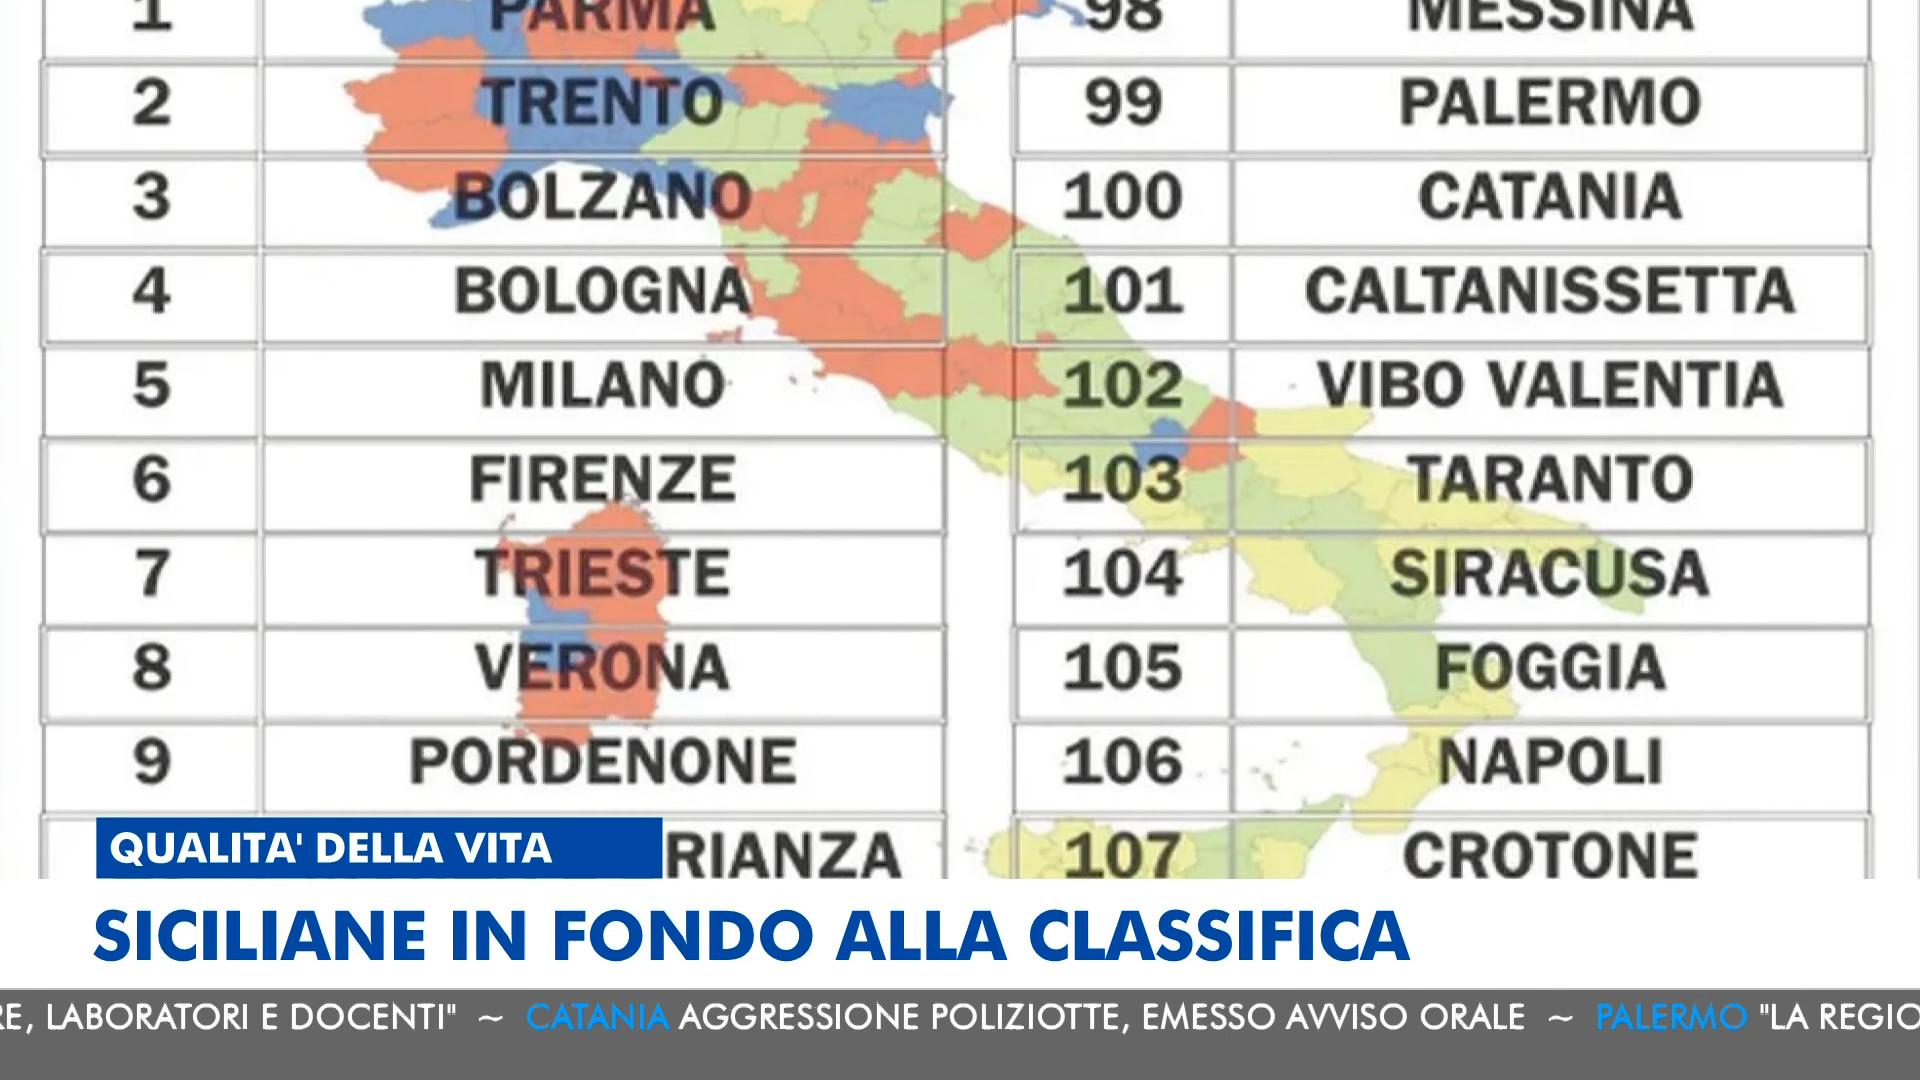 1 PARMA
2 TRENTO
3 BOLZANO
4 BOLOGNA
5 MILANO
6 FIRENZE
7 TRIESTE
8 VERONA
9 PORDENONE
RIANZA
98 MESSINA
99 PALERMO
100 CATANIA
101 CALTANISSETTA
102 VIBO VALENTIA
103 TARANTO
104 SIRACUSA
105 FOGGIA
106 NAPOLI
107 CROTONE
QUALITA' DELLA VITA
SICILIANE IN FONDO ALLA CLASSIFICA
RE, LABORATORI E DOCENTI" ~ CATANIA AGGRESSIONE POLIZIOTTE, EMESSO AVVISO ORALE ~ PALERMO "LA REGIO